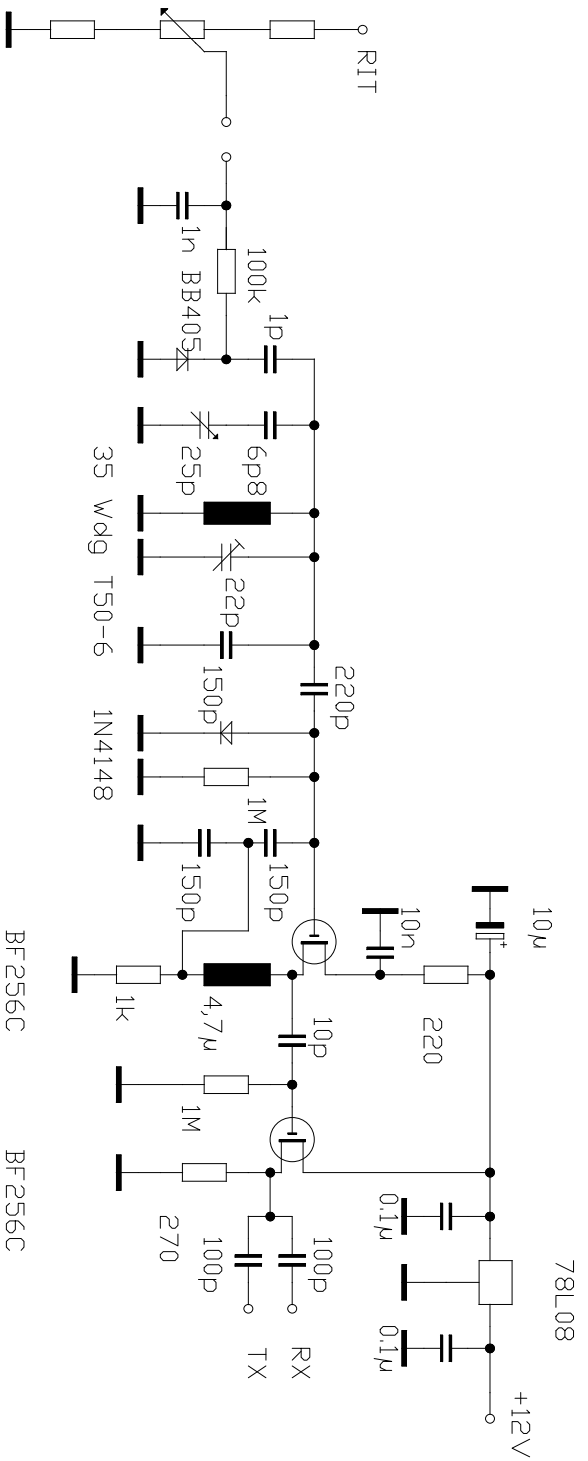 RIT
1n
BB405
100k
1p
25p
6p8
35 Wdg T50-6
22p
150p
220p
1N4148
1M
150p
150p
BF256C
1k
4,7µ
10p
10n
10µ
+
220
1M
BF256C
270
100p
100p
TX
RX
0.1µ
0.1µ
78L08
+12V